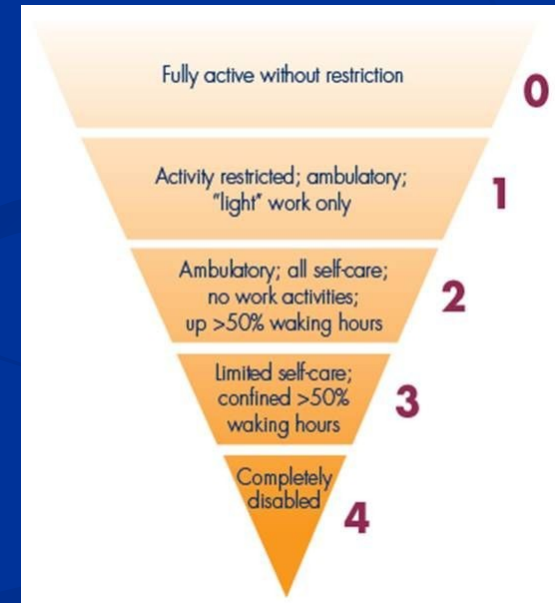 Fully active without restriction
0
Activity restricted; ambulatory;
"light" work only
1
Ambulatory; all self-care;
no work activities;
up >50% waking hours
2
Limited self-care;
confined >50%
waking hours
3
Completely
disabled
4